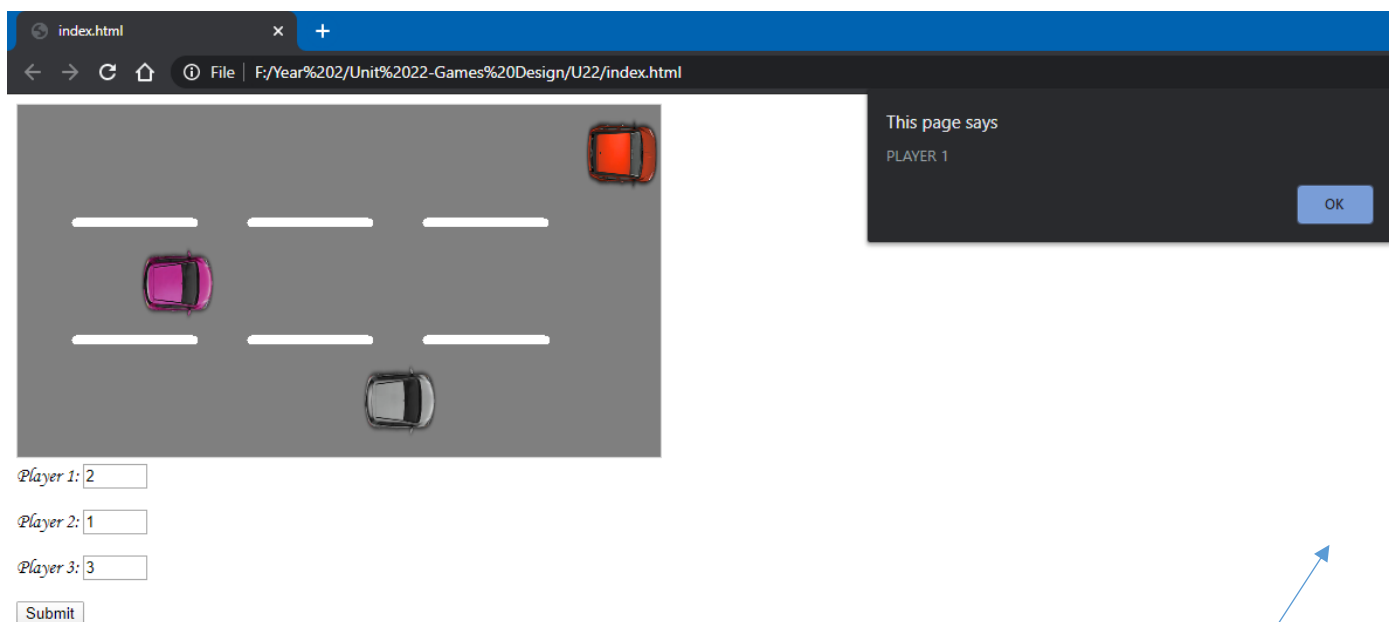 index.html
File F:/Year%202/Unit%2022-Games%20Design/U22/index.html
This page says
PLAYER 1
OK
Player 1: 2
Player 2: 1
Player 3: 3
Submit